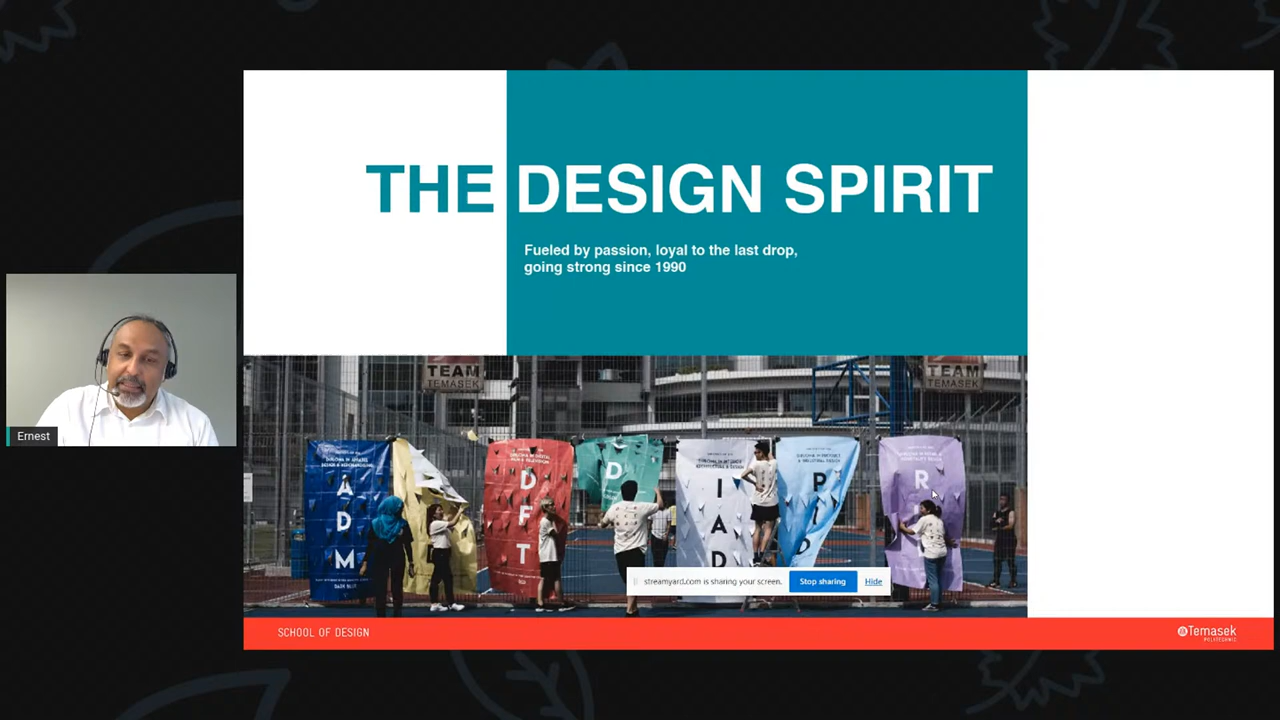 THE DESIGN SPIRIT
Fueled by passion, loyal to the last drop,
going strong since 1990
TEAM
TEMASEK
TEAM
TEMASEK
A
D
M
D
F
T
D
I
A
D
P
I
D
R
streamyard.com is sharing your screen.
Stop sharing
Hide
Ernest
SCHOOL OF DESIGN
Temasek
POLYTECHNIC